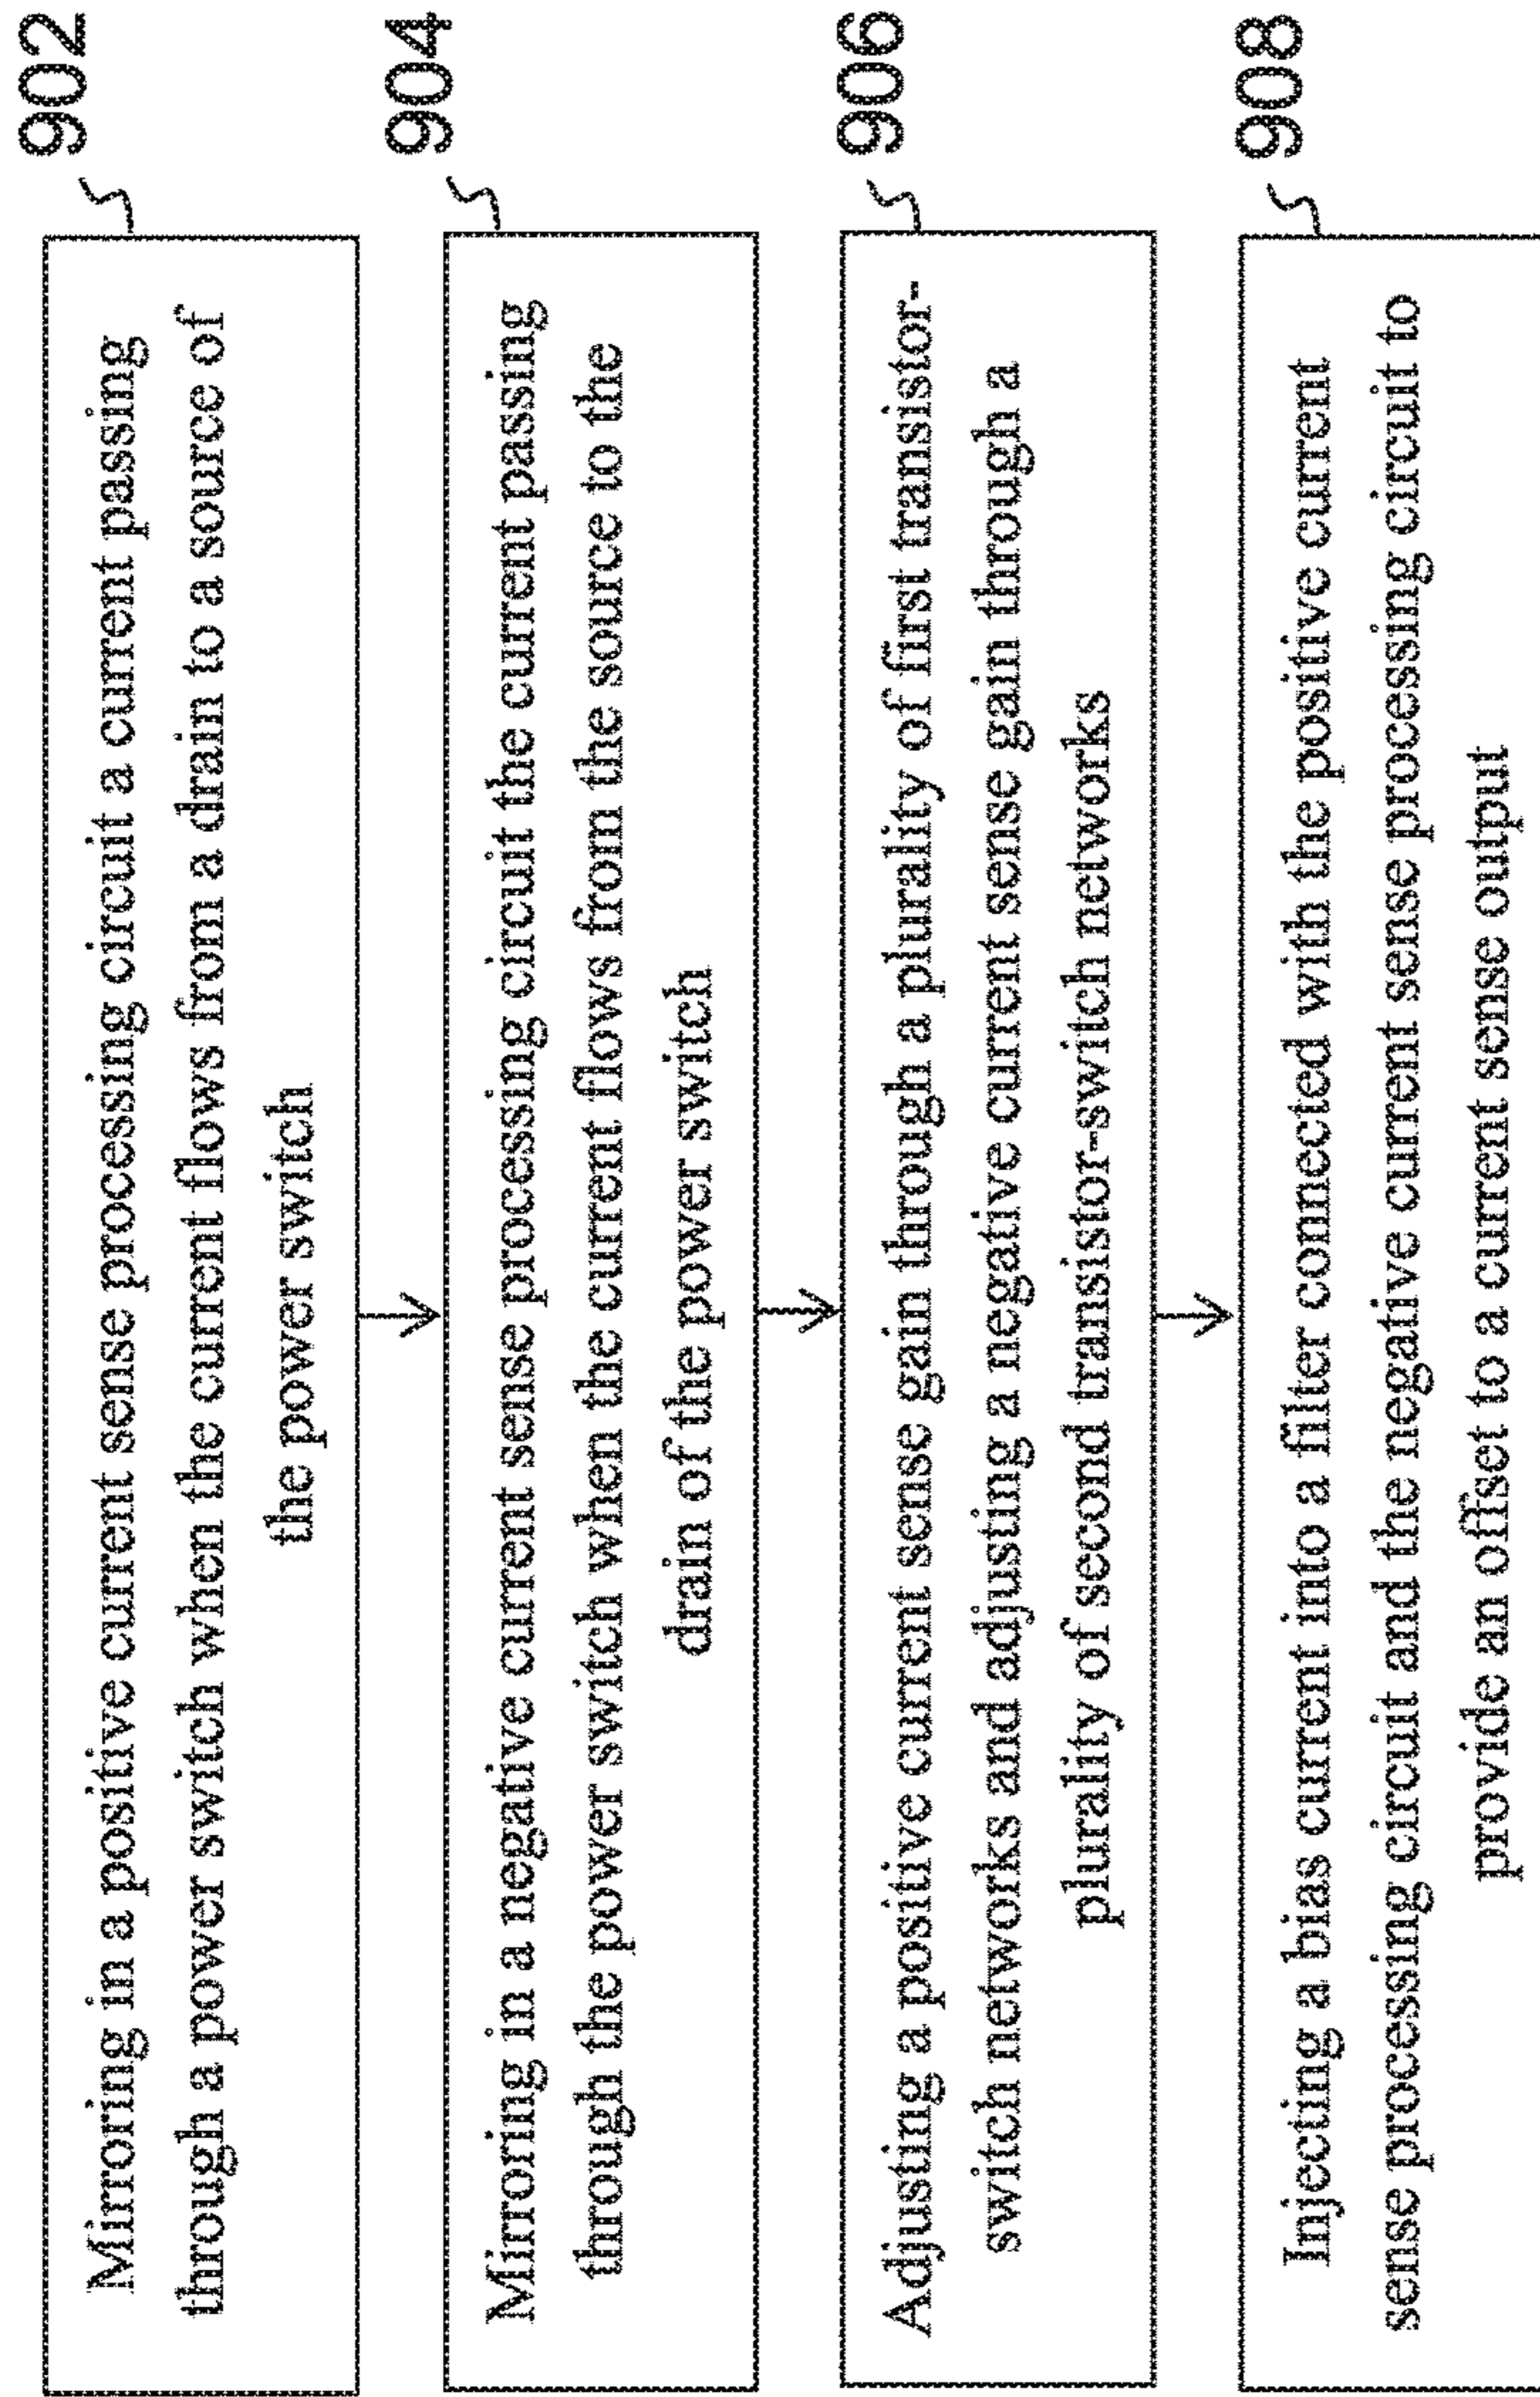 902
Mirroring in a positive current sense processing circuit a current passing
through a power switch when the current flows from a drain to a source of
the power switch
904
Mirroring in a negative current sense processing circuit the current passing
through the power switch when the current flows from the source to the
drain of the power switch
906
Adjusting a positive current sense gain through a plurality of first transistor-
switch networks and adjusting a negative current sense gain through a
plurality of second transistor-switch networks
908
Injecting a bias current into a filter connected with the positive current
sense processing circuit and the negative current sense processing circuit to
provide an offset to a current sense output